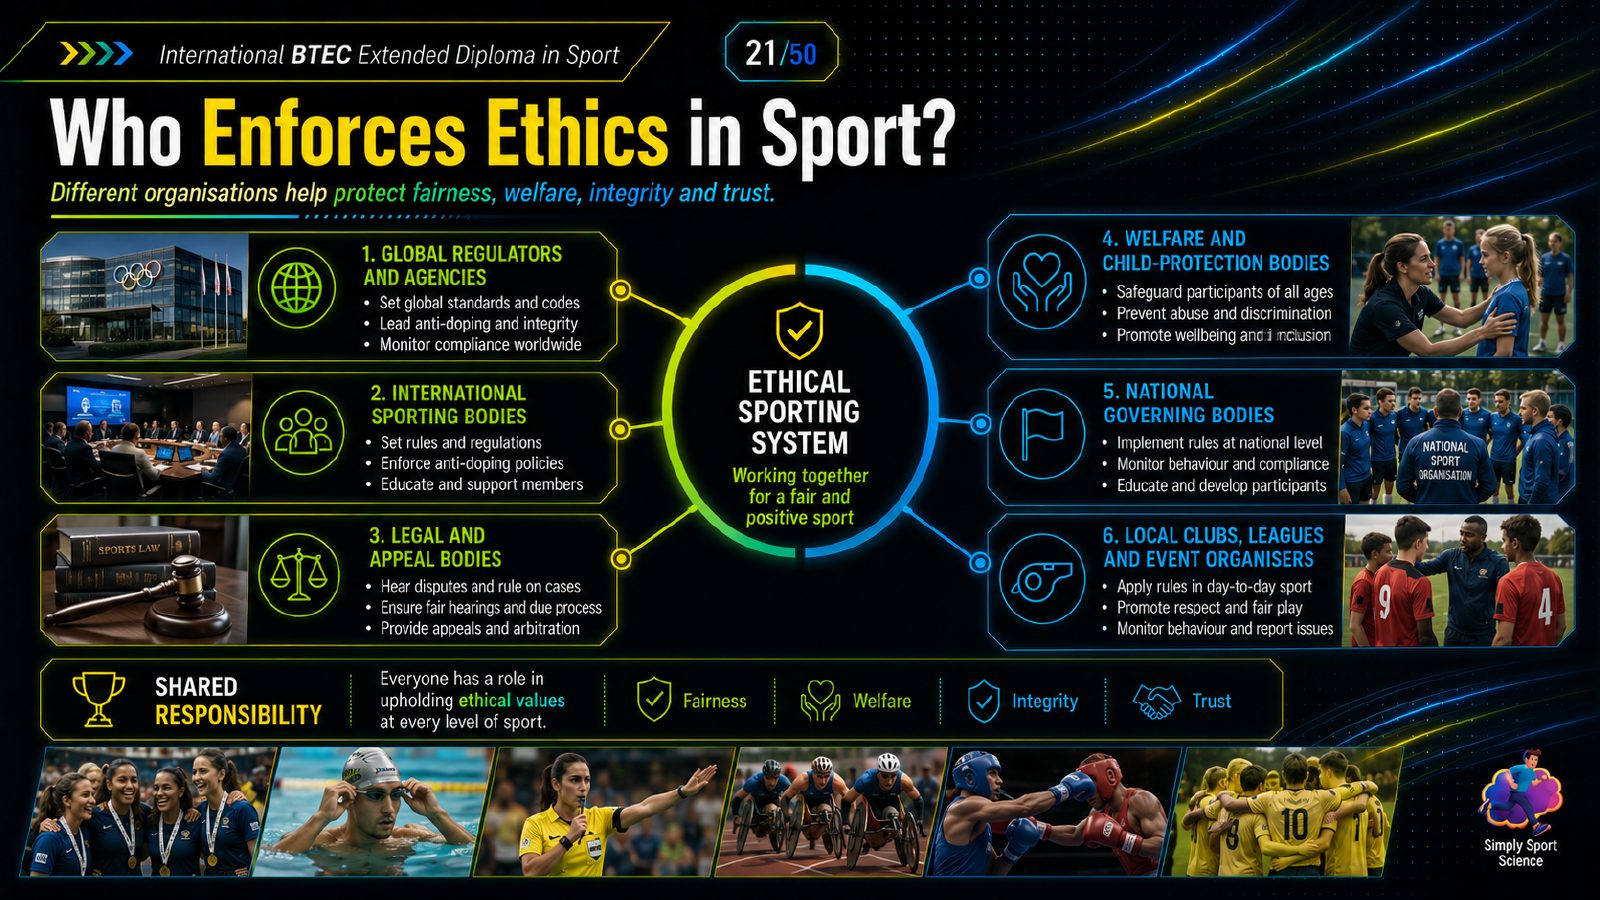 International BTEC Extended Diploma in Sport
21/50
Who Enforces Ethics in Sport?
Different organisations help protect fairness, welfare, integrity and trust.
1. GLOBAL REGULATORS
AND AGENCIES
• Set global standards and codes
• Lead anti-doping and integrity
• Monitor compliance worldwide
2. INTERNATIONAL
SPORTING BODIES
• Set rules and regulations
• Enforce anti-doping policies
• Educate and support members
SPORTS LAW
3. LEGAL AND
APPEAL BODIES
• Hear disputes and rule on cases
• Ensure fair hearings and due process
• Provide appeals and arbitration
ETHICAL
SPORTING
SYSTEM
Working together
for a fair and
positive sport
4. WELFARE AND
CHILD-PROTECTION BODIES
• Safeguard participants of all ages
• Prevent abuse and discrimination
• Promote wellbeing and inclusion
5. NATIONAL
GOVERNING BODIES
• Implement rules at national level
• Monitor behaviour and compliance
• Educate and develop participants
NATIONAL
SPORT
ORGANISATION
6. LOCAL CLUBS, LEAGUES
AND EVENT ORGANISERS
• Apply rules in day-to-day sport
• Promote respect and fair play
• Monitor behaviour and report issues
9
4
SHARED
RESPONSIBILITY
Everyone has a role in
upholding ethical values
at every level of sport.
Fairness
Welfare
Integrity
Trust
8
10
1
Simply Sport
Science